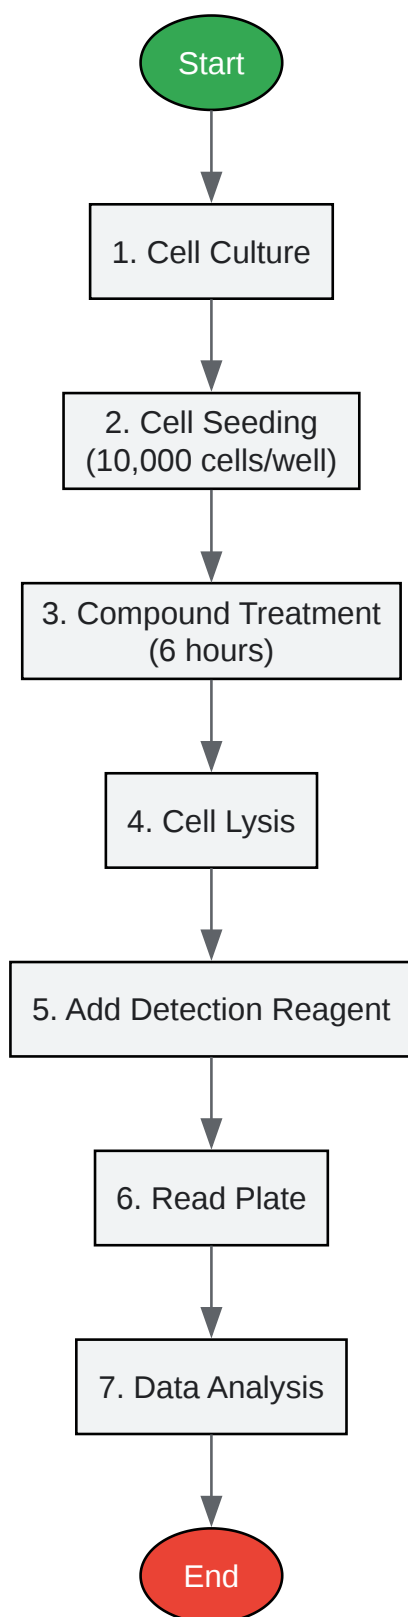 Start
1. Cell Culture
2. Cell Seeding
(10,000 cells/well)
3. Compound Treatment
(6 hours)
4. Cell Lysis
5. Add Detection Reagent
6. Read Plate
7. Data Analysis
End